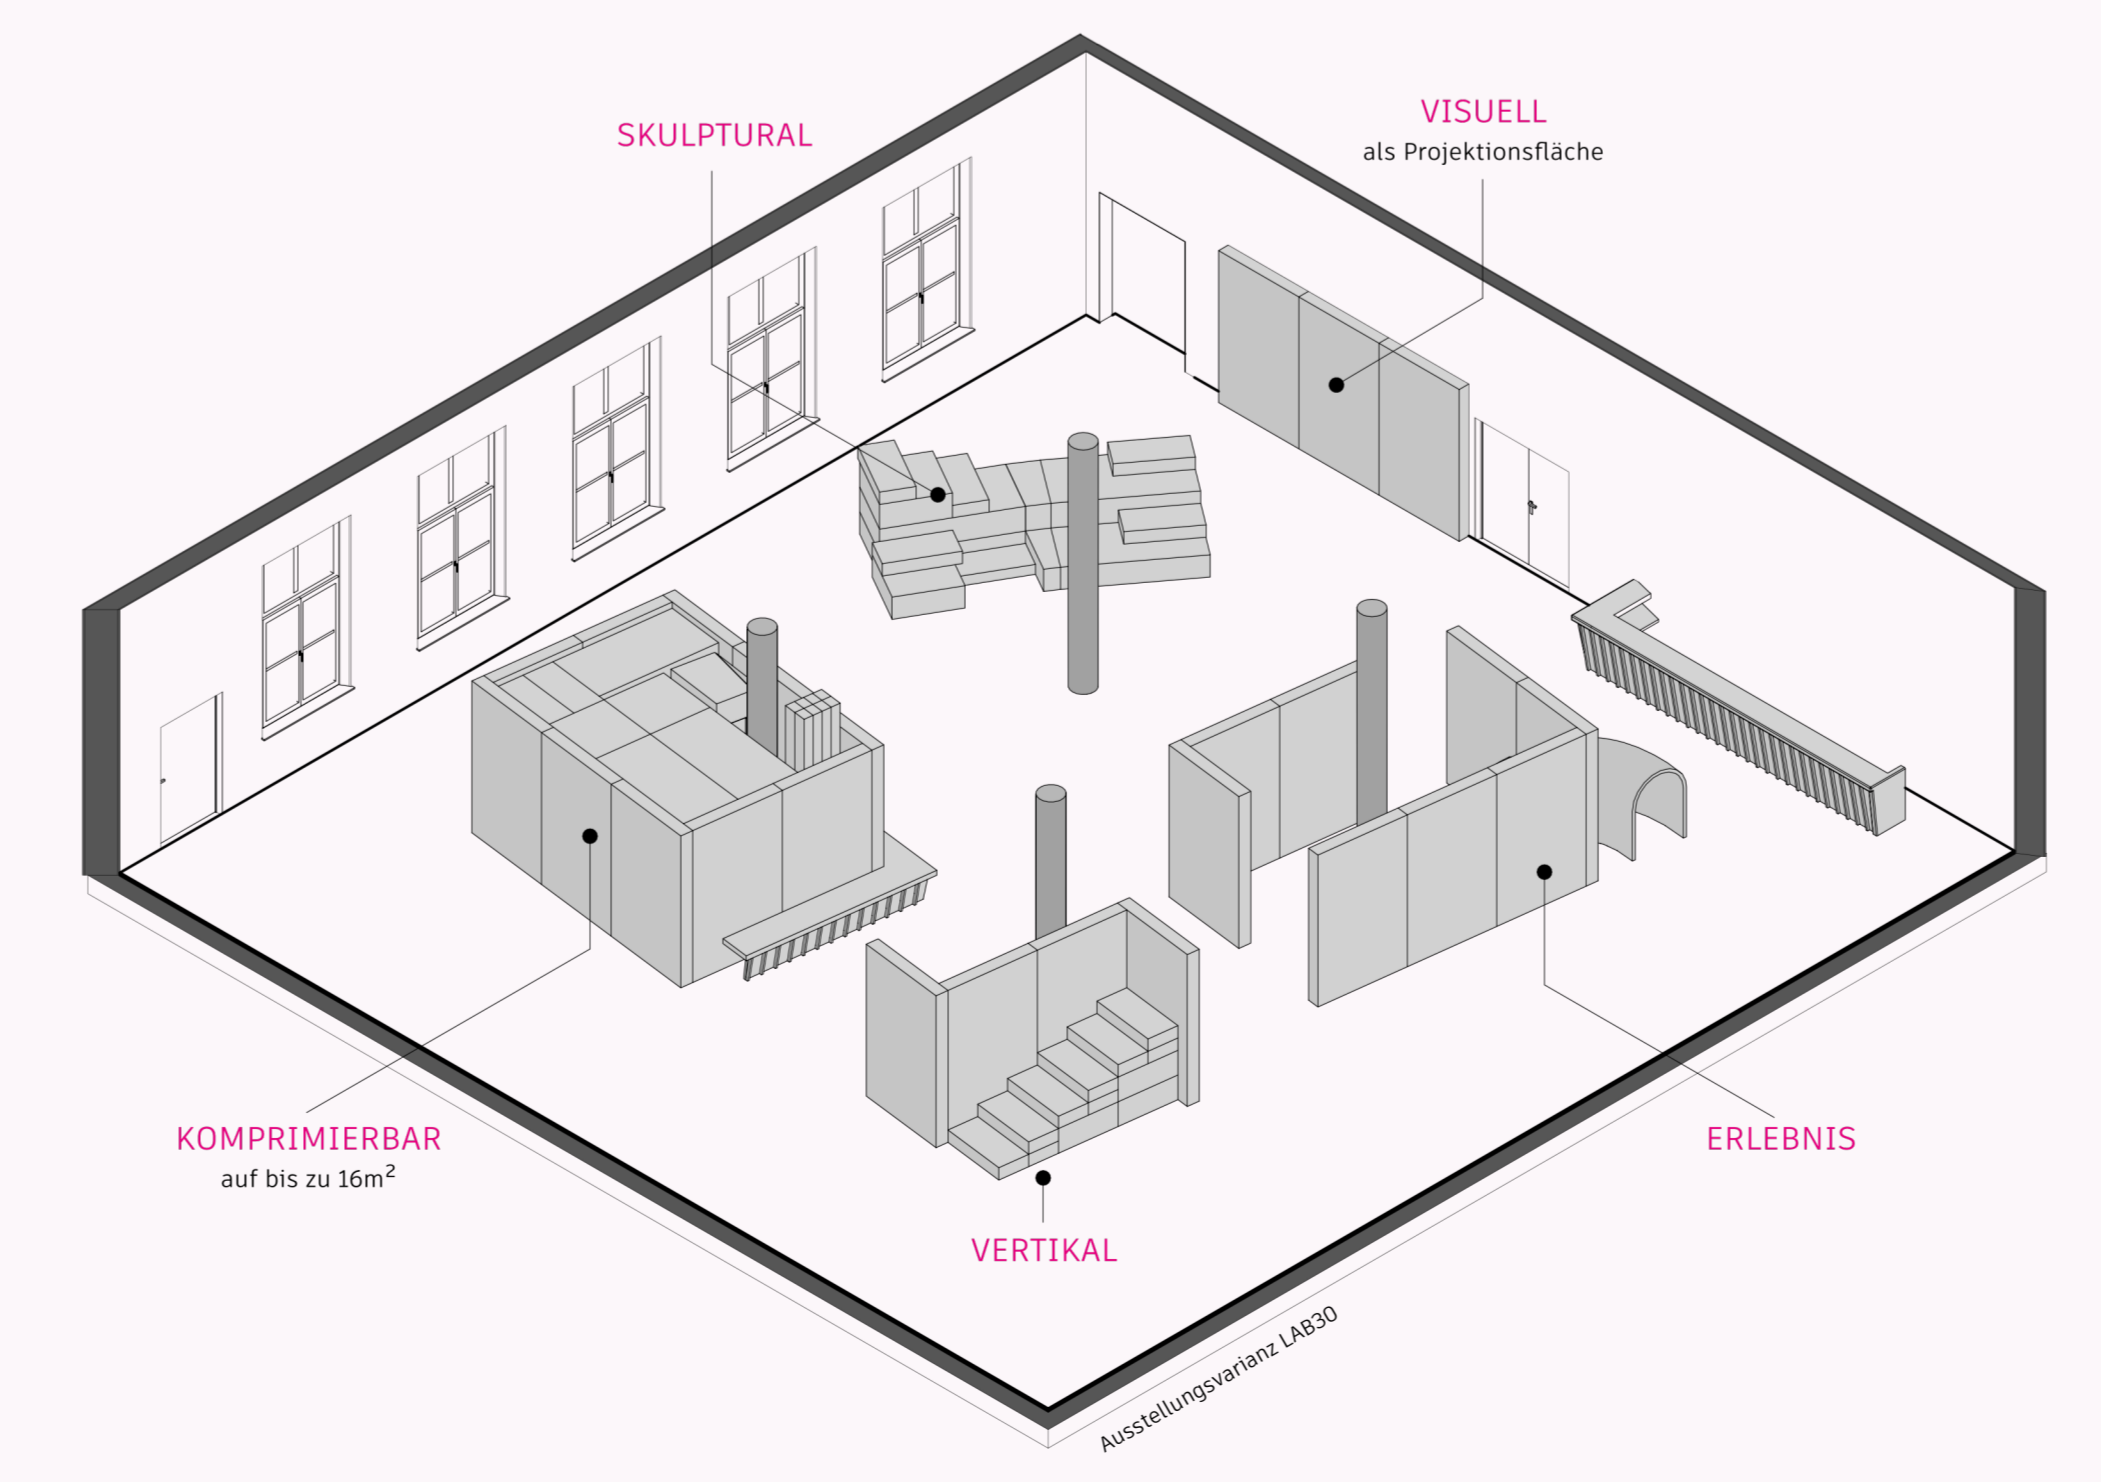 SKULPTURAL
VISUELL
als Projektionsfläche
KOMPRIMIERBAR
auf bis zu 16m²
ERLEBNIS
VERTIKAL
Ausstellungsvarianz LAB30